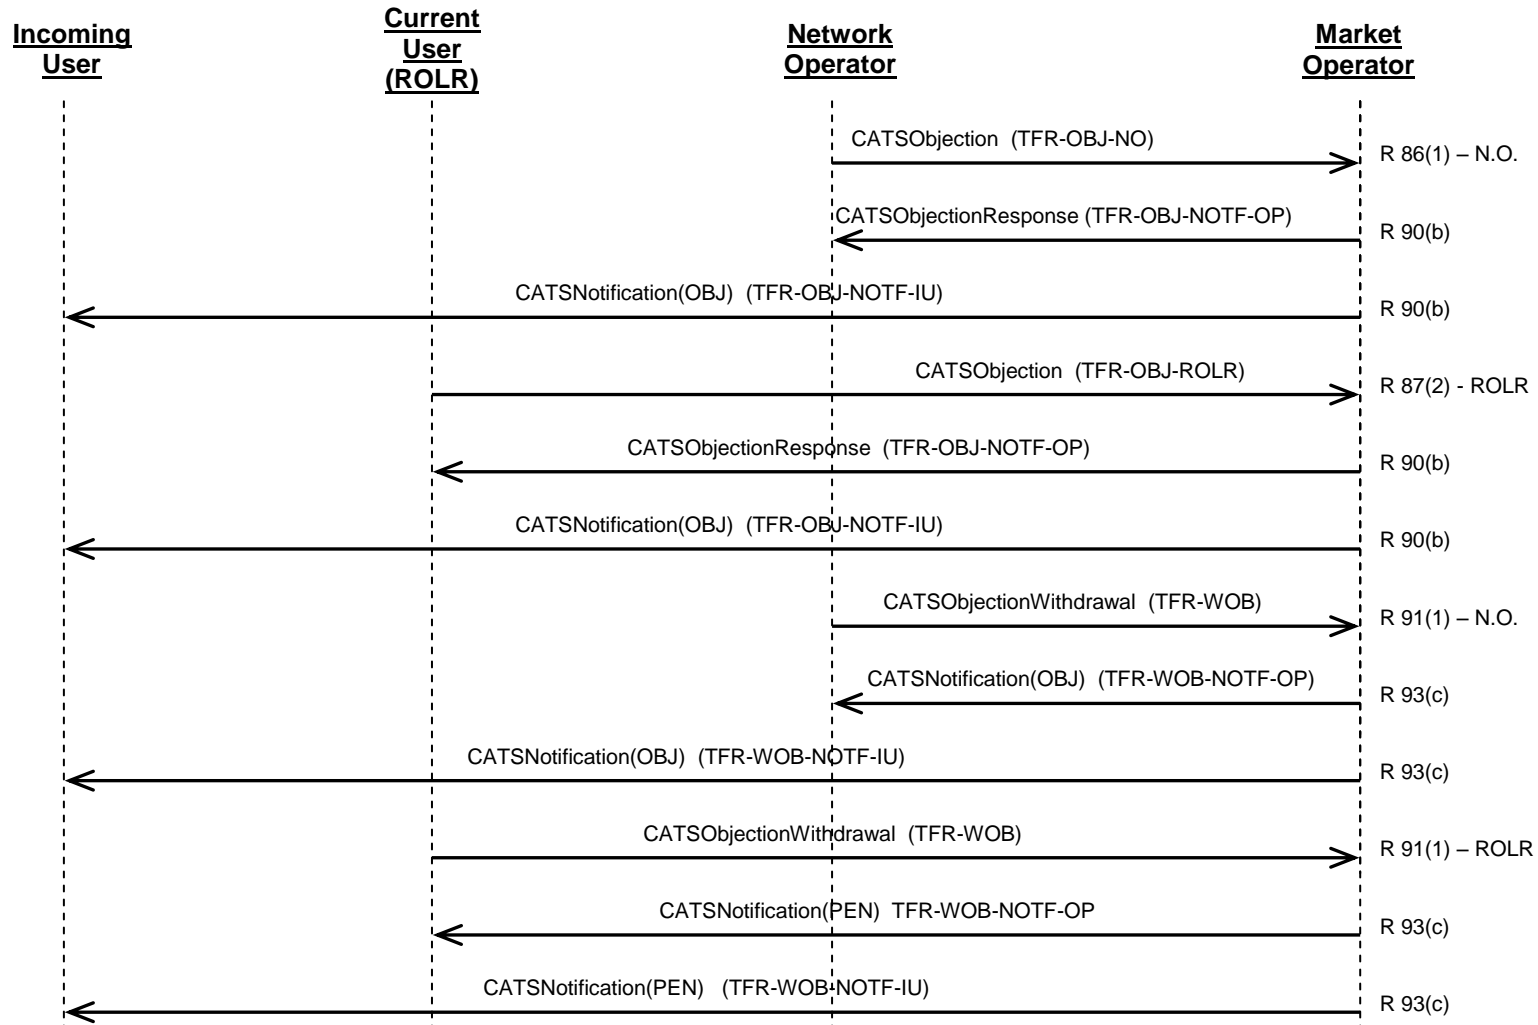 Incoming
User
Current
User
(ROLR)
Network
Operator
Market
Operator
CATSObjection (TFR-OBJ-NO)
R 86(1) – N.O.
CATSObjectionResponse (TFR-OBJ-NOTF-OP)
R 90(b)
CATSNotification(OBJ) (TFR-OBJ-NOTF-IU)
R 90(b)
CATSObjection (TFR-OBJ-ROLR)
R 87(2) - ROLR
CATSObjectionResponse (TFR-OBJ-NOTF-OP)
R 90(b)
CATSNotification(OBJ) (TFR-OBJ-NOTF-IU)
R 90(b)
CATSObjectionWithdrawal (TFR-WOB)
R 91(1) – N.O.
CATSNotification(OBJ) (TFR-WOB-NOTF-OP)
R 93(c)
CATSNotification(OBJ) (TFR-WOB-NOTF-IU)
R 93(c)
CATSObjectionWithdrawal (TFR-WOB)
R 91(1) – ROLR
CATSNotification(PEN) TFR-WOB-NOTF-OP
R 93(c)
CATSNotification(PEN) (TFR-WOB-NOTF-IU)
R 93(c)